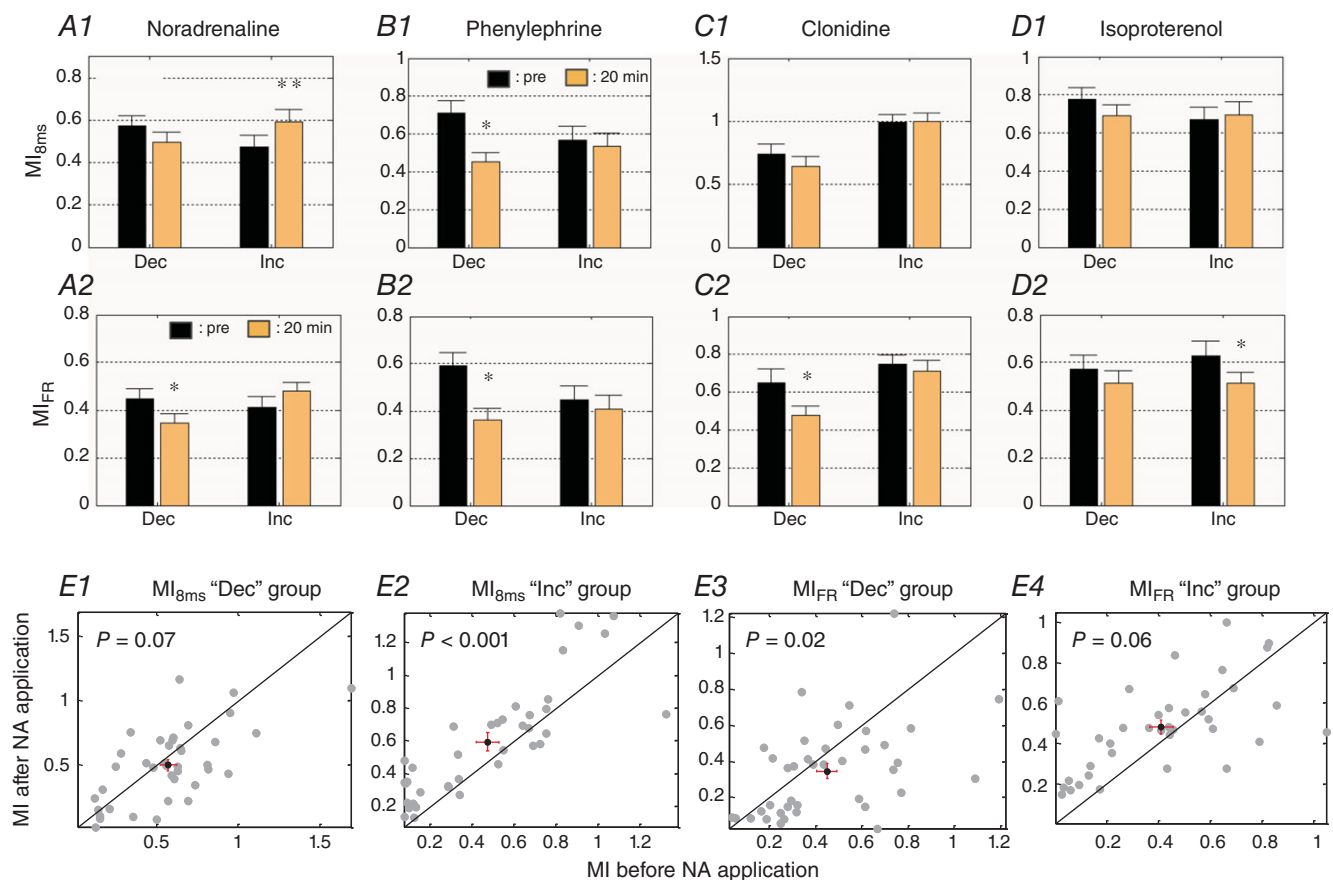 A1 Noradrenaline
MI8ms
0.8
0.6
0.4
0.2
0
* *
Dec Inc
B1 Phenylephrine
1
0.8
0.6
0.4
0.2
0
: pre : 20 min
*
Dec Inc
C1 Clonidine
1.5
1
0.5
0
Dec Inc
D1 Isoproterenol
1
0.8
0.6
0.4
0.2
0
Dec Inc
A2
MIFR
0.8
0.6
0.4
0.2
0
: pre : 20 min
*
Dec Inc
B2
0.8
0.6
0.4
0.2
0
*
Dec Inc
C2
1
0.8
0.6
0.4
0.2
0
*
Dec Inc
D2
0.8
0.6
0.4
0.2
0
*
Dec Inc
E1 MI8ms “Dec” group
MI after NA application
P = 0.07
1.5
1
0.5
0.5 1 1.5
E2 MI8ms “Inc” group
P < 0.001
1.2
1
0.8
0.6
0.4
0.2
0.2 0.4 0.6 0.8 1 1.2
E3 MIFR “Dec” group
P = 0.02
1.2
1
0.8
0.6
0.4
0.2
0.2 0.4 0.6 0.8 1 1.2
E4 MIFR “Inc” group
P = 0.06
1
0.8
0.6
0.4
0.2
0.2 0.4 0.6 0.8 1
MI before NA application